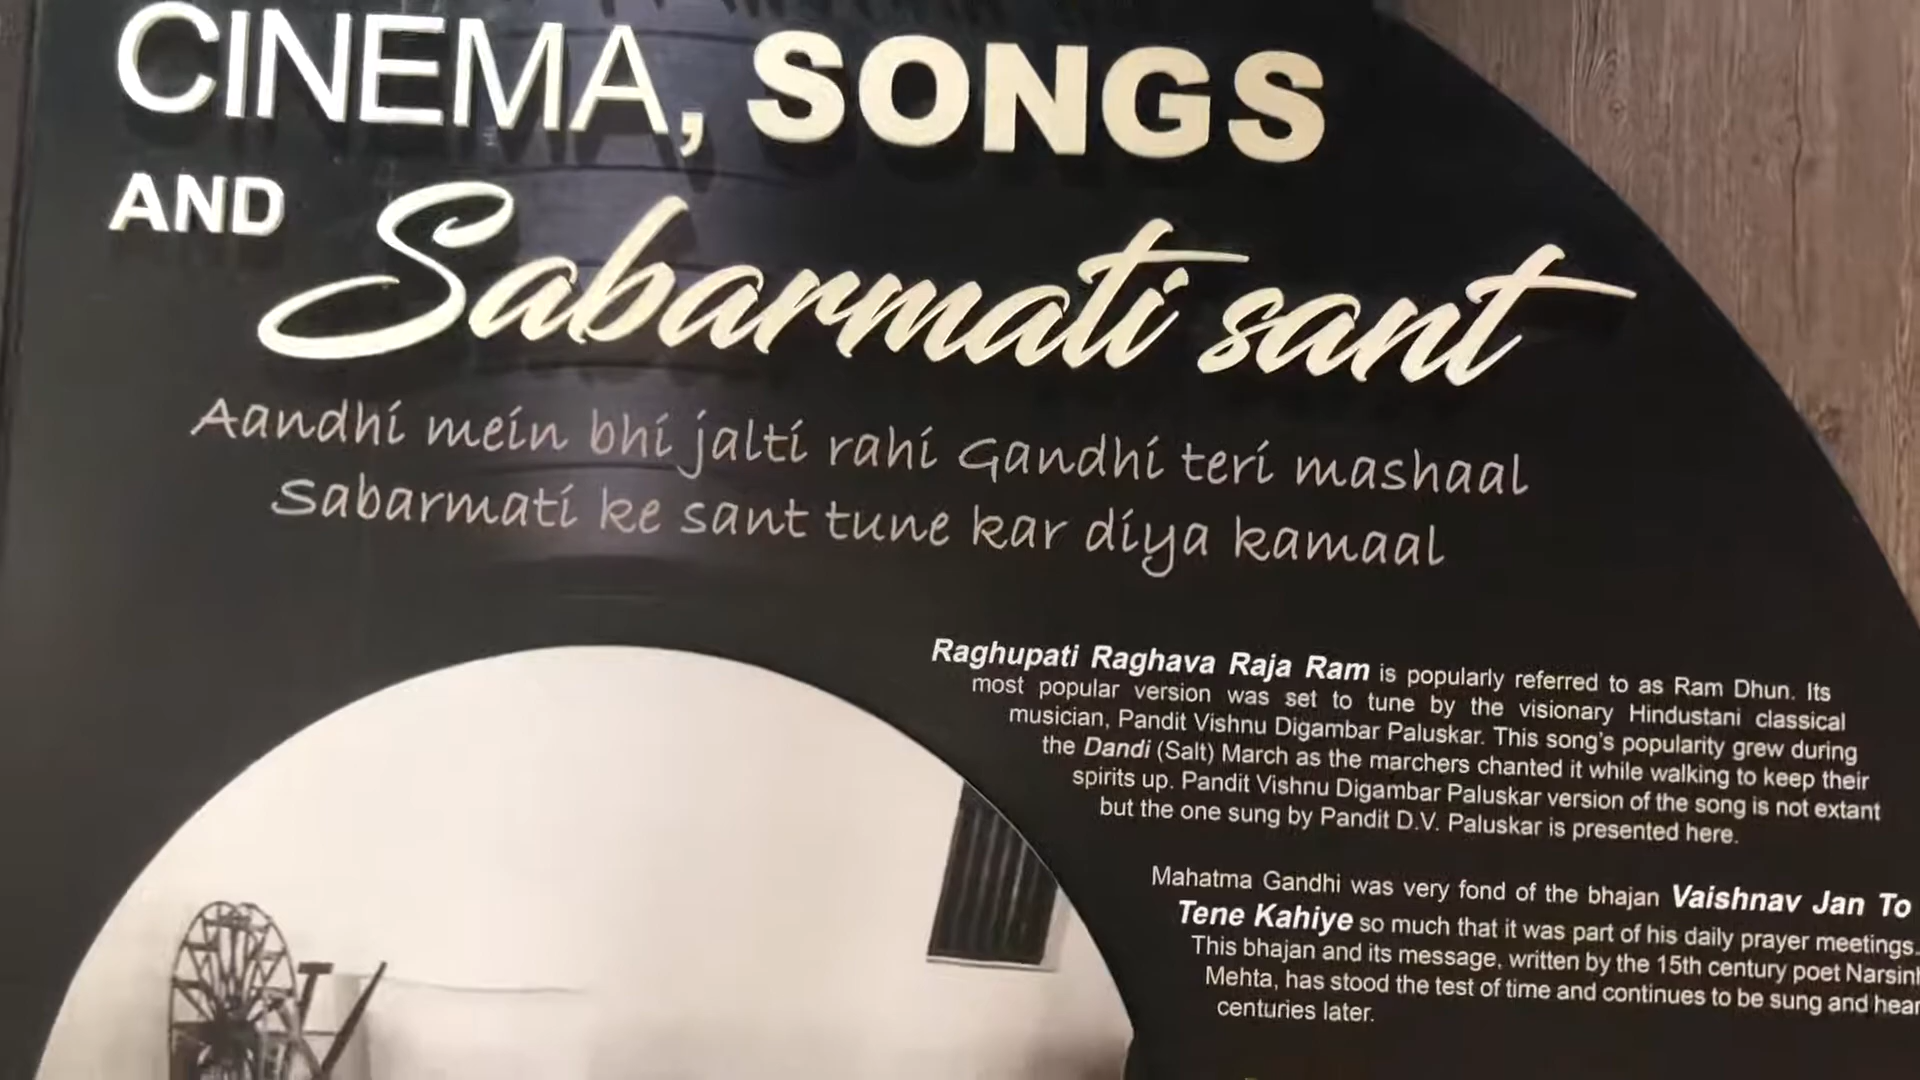 CINEMA, SONGS
AND Sabarmati sant
Aandhi mein bhi jalti rahi Gandhi teri mashaal
Sabarmati ke sant tune kar diya kamaal
Raghupati Raghava Raja Ram is popularly referred to as Ram Dhun. Its
most popular version was set to tune by the visionary Hindustani classical
musician, Pandit Vishnu Digambar Paluskar. This song's popularity grew during
the Dandi (Salt) March as the marchers chanted it while walking to keep their
spirits up. Pandit Vishnu Digambar Paluskar version of the song is not extant
but the one sung by Pandit D.V. Paluskar is presented here.
Mahatma Gandhi was very fond of the bhajan Vaishnav Jan To
Tene Kahiye so much that it was part of his daily prayer meetings.
This bhajan and its message, written by the 15th century poet
Mehta, has stood the test of time and continues to be sung and
centuries later.